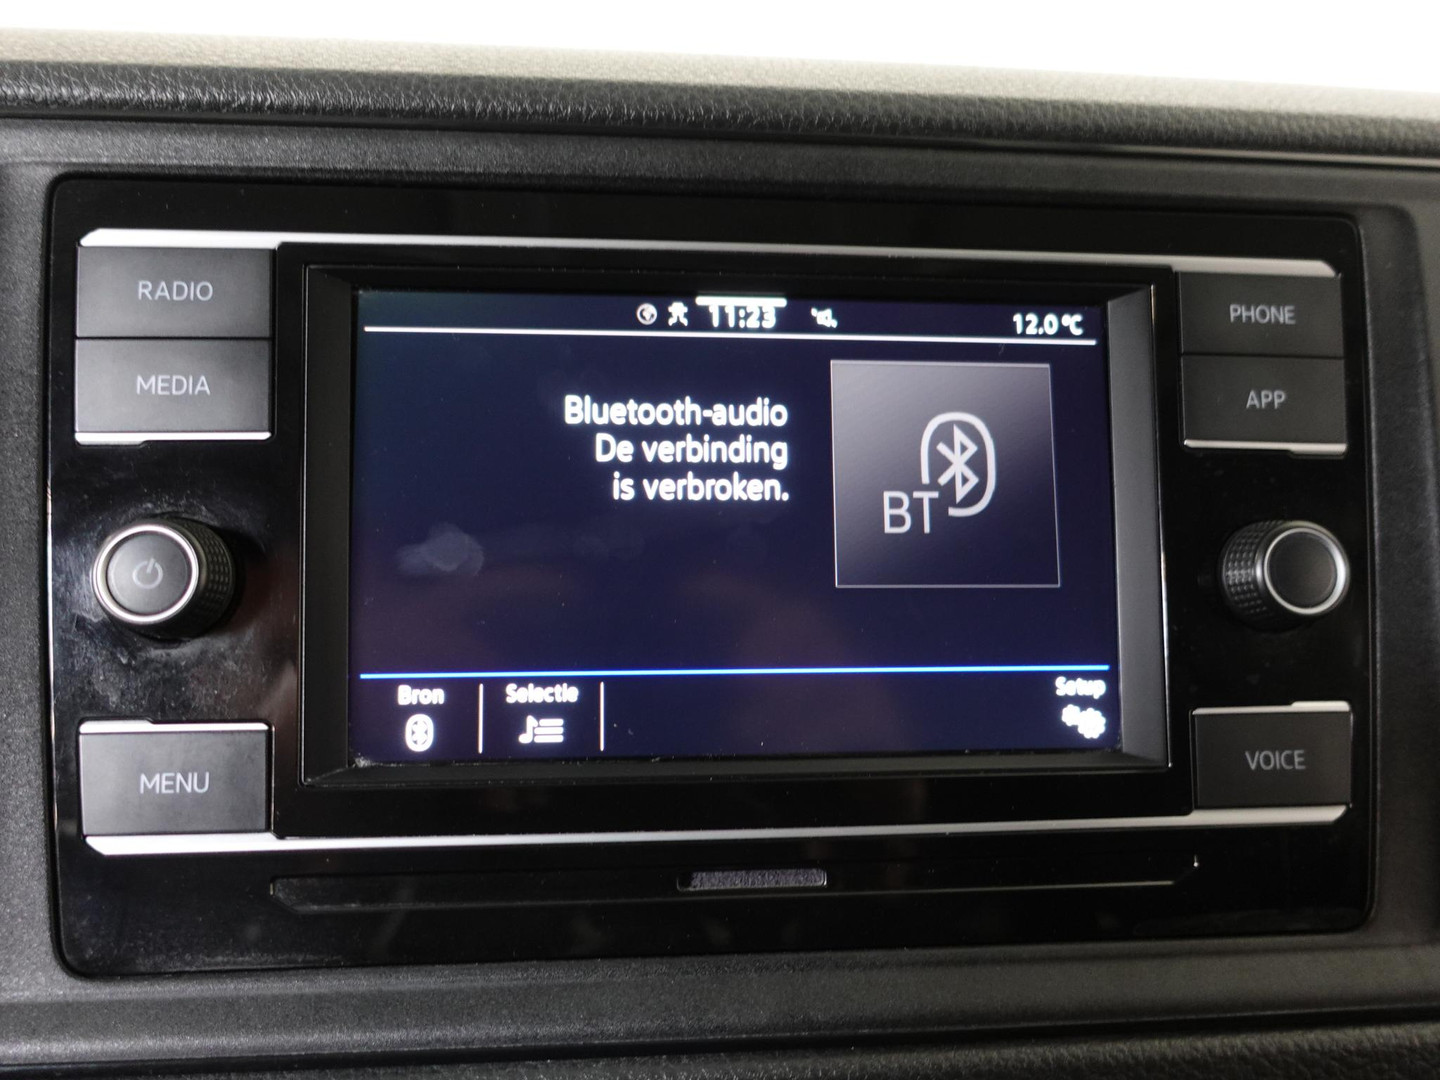 RADIO
MEDIA
MENU
11:23
12.0°C
Bluetooth-audio
De verbinding
is verbroken.
BT
Bron
Selectie
Setup
PHONE
APP
VOICE